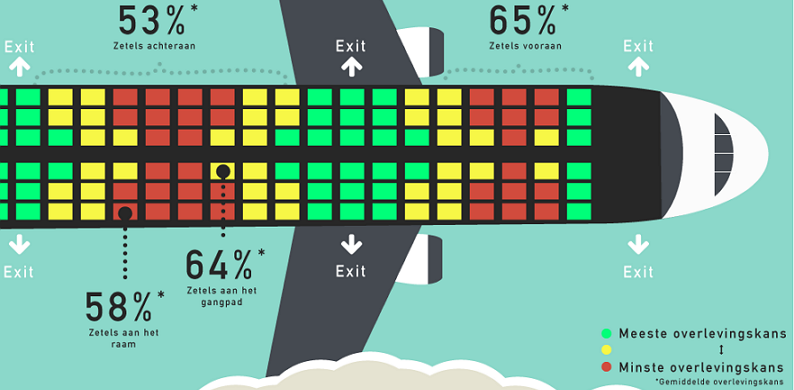 53%*
Zetels achteraan
65%*
Zetels vooraan
Exit
Exit
Exit
Exit
Exit
Exit
64%*
Zetels aan het
gangpad
58%*
Zetels aan het
raam
Meeste overlevingskans
Minste overlevingskans
*Gemiddelde overlevingskans